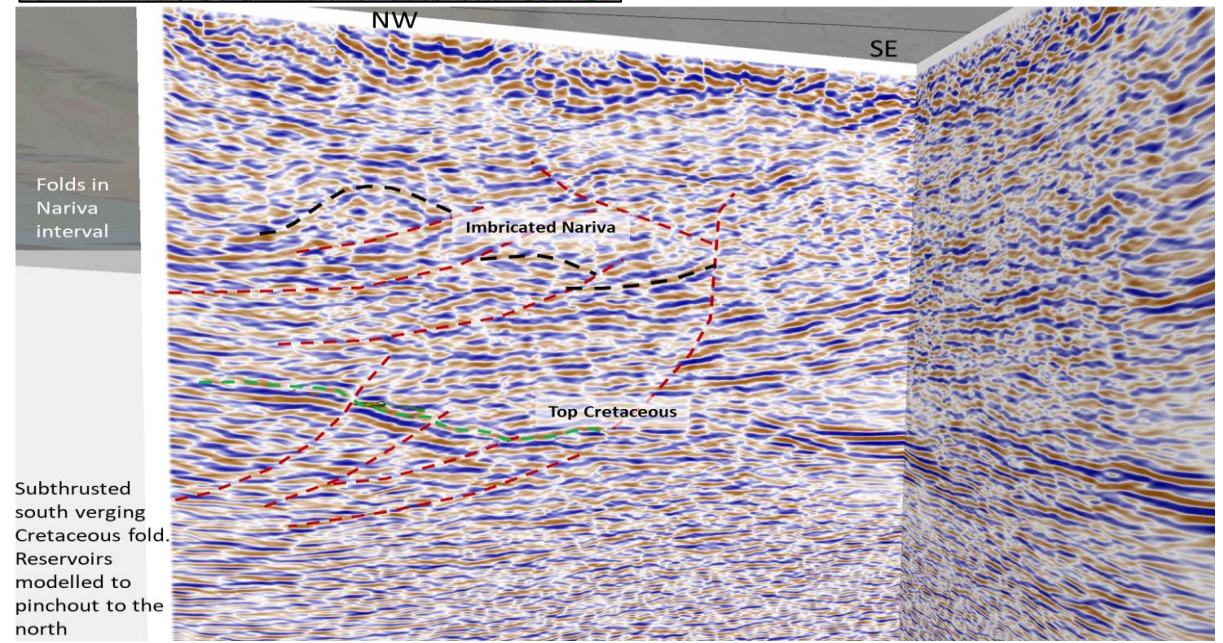 NW
SE
Folds in
Nariva
interval
Imbricated Nariva
Top Cretaceous
Subthrusted
south verging
Cretaceous fold.
Reservoirs
modelled to
pinchout to the
north